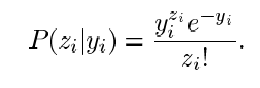 P(z_i|y_i) = \frac{y_i^{z_i} e^{-y_i}}{z_i!}.